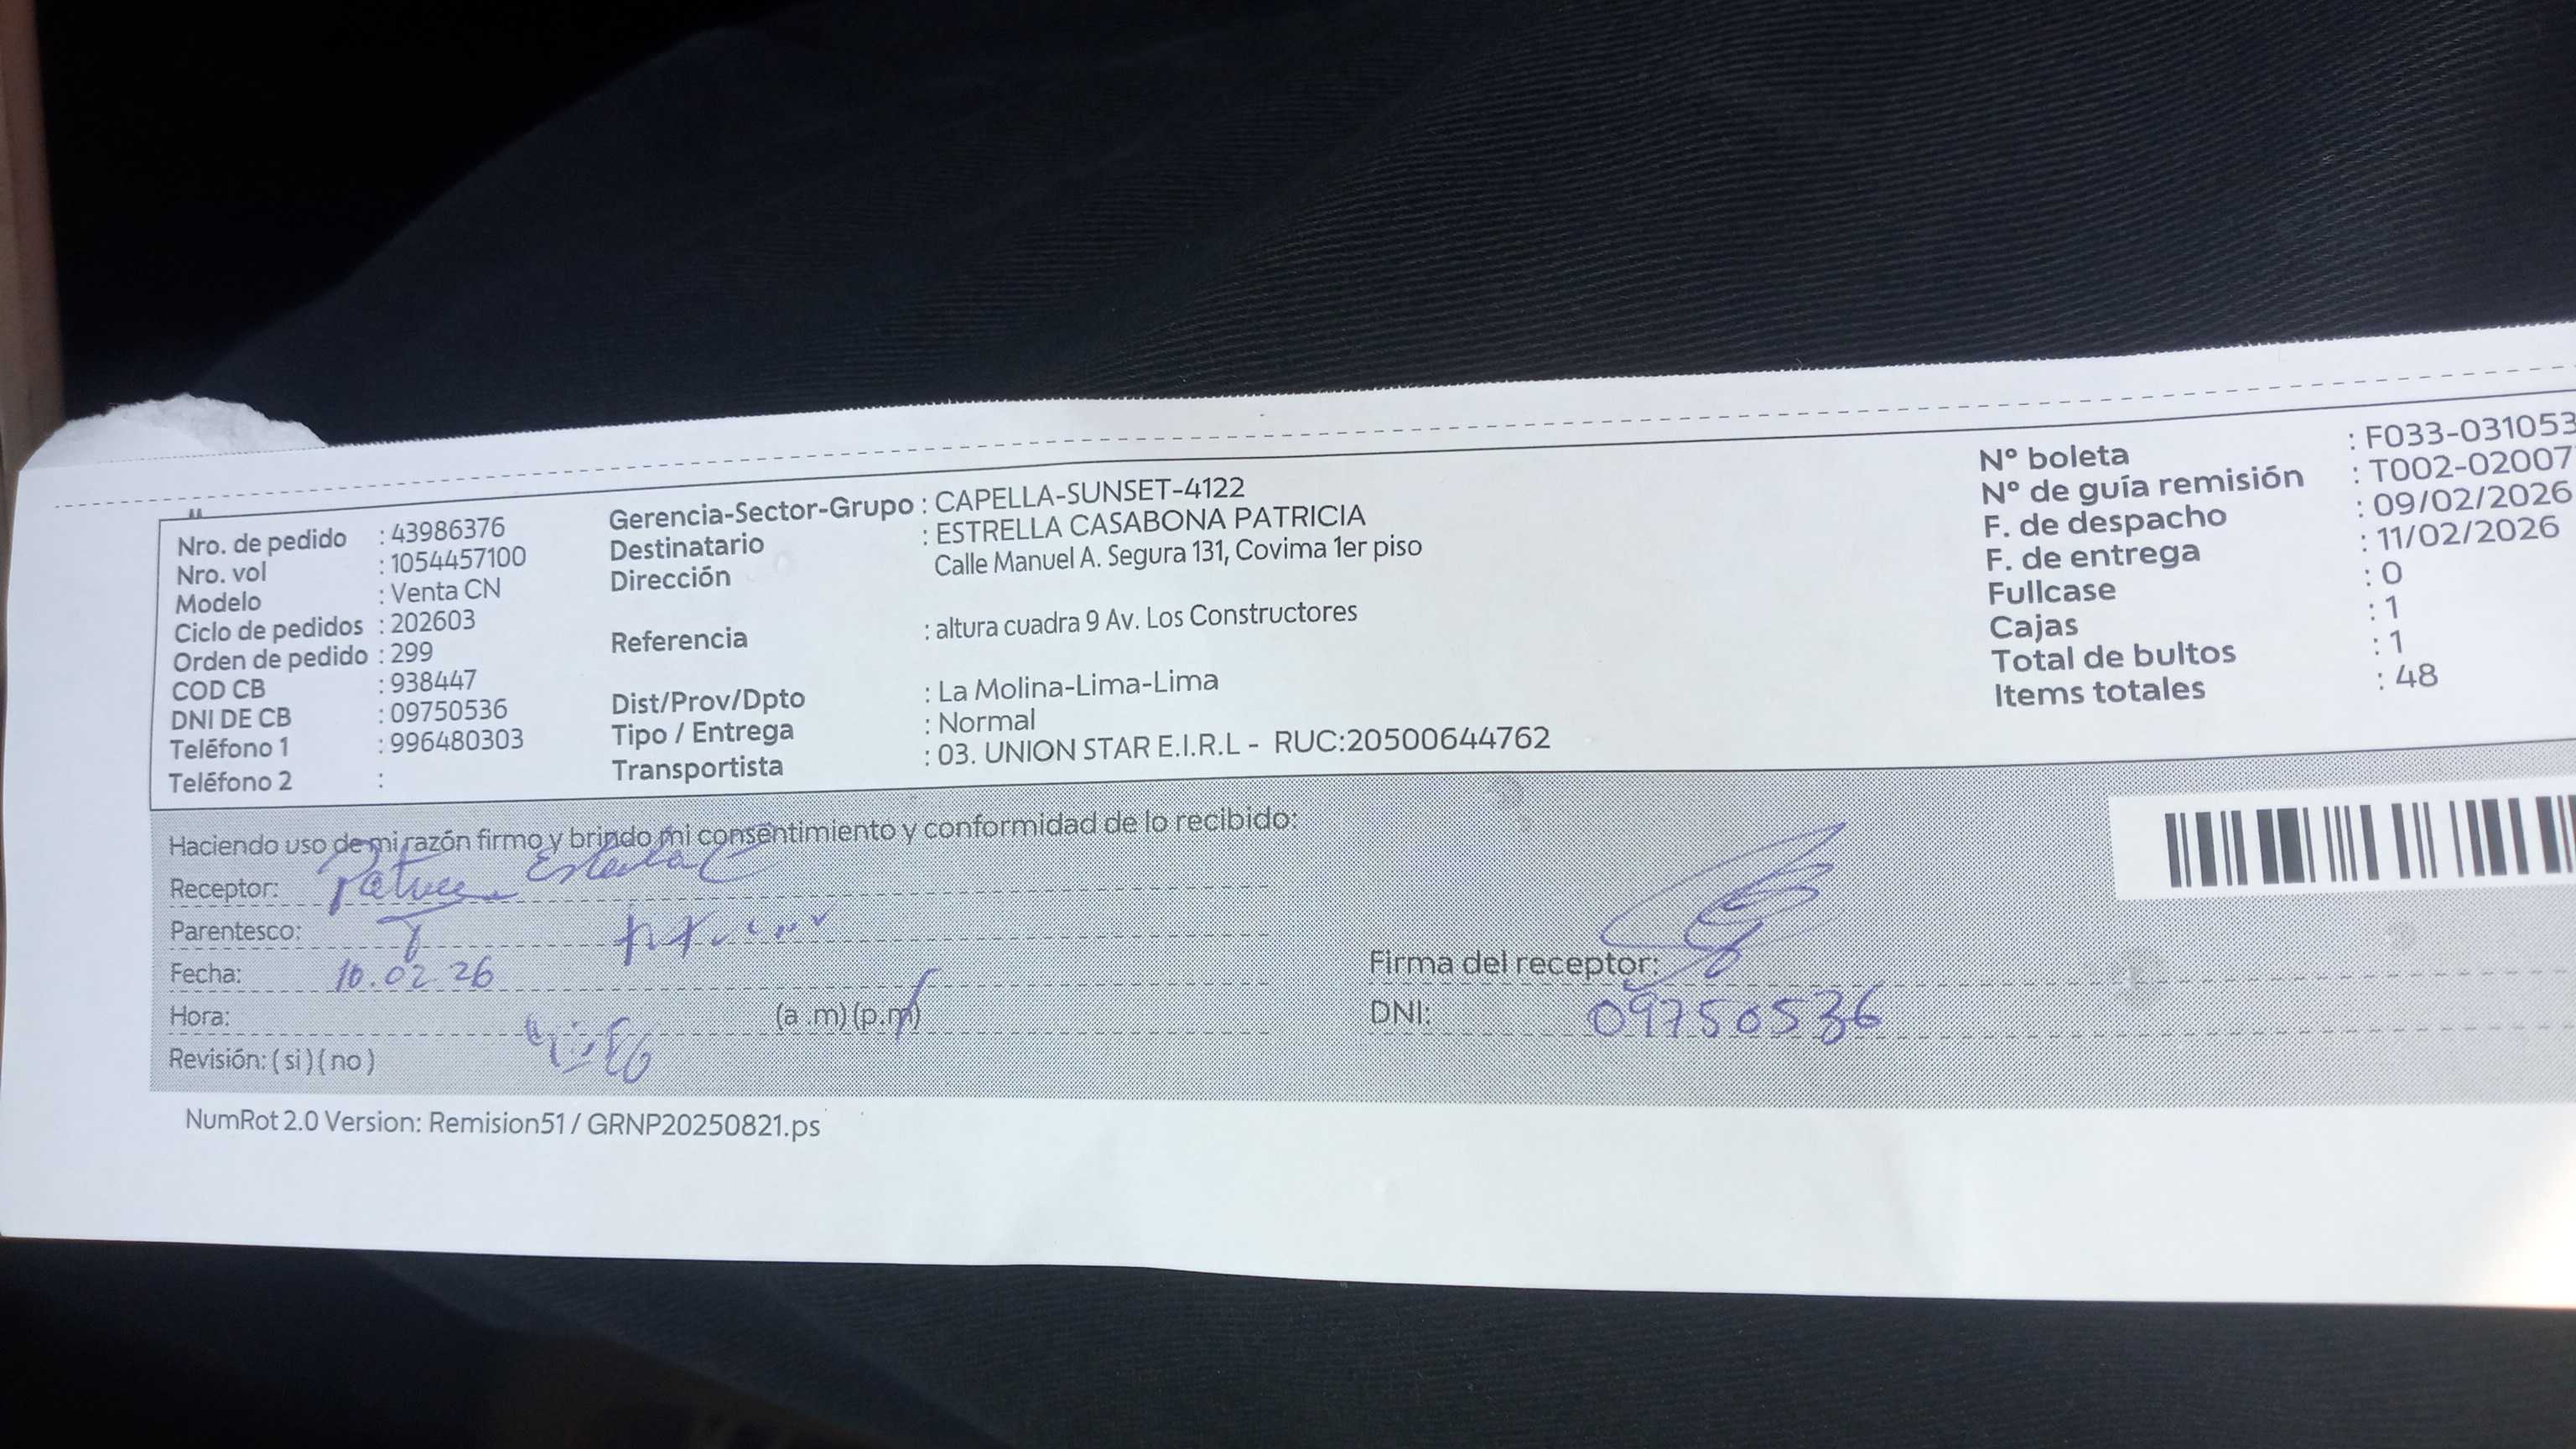 Nro. de pedido : 43986376
Nro. vol : 1054457100
Modelo : Venta CN
Ciclo de pedidos : 202603
Orden de pedido : 299
COD CB : 938447
DNI DE CB : 09750536
Teléfono 1 : 996480303
Teléfono 2 :
Gerencia-Sector-Grupo : CAPELLA-SUNSET-4122
Destinatario : ESTRELLA CASABONA PATRICIA
Dirección Calle Manuel A. Segura 131, Covima 1er piso
Referencia : altura cuadra 9 Av. Los Constructores
Dist/Prov/Dpto : La Molina-Lima-Lima
Tipo / Entrega : Normal
Transportista : 03. UNION STAR E.I.R.L - RUC:20500644762
Nº boleta : F033-031053
Nº de guía remisión : T002-02007
F. de despacho : 09/02/2026
F. de entrega : 11/02/2026
Fullcase : 0
Cajas : 1
Total de bultos : 1
Items totales : 48
Haciendo uso de mi razón firmo y brindo mi consentimiento y conformidad de lo recibido:
Receptor:
Parentesco:
Fecha: 10.02.26
Hora: (a .m) (p.m)
Revisión: ( si ) ( no )
Firma del receptor:
DNI: 09750536
NumRot 2.0 Version: Remision51 / GRNP20250821.ps